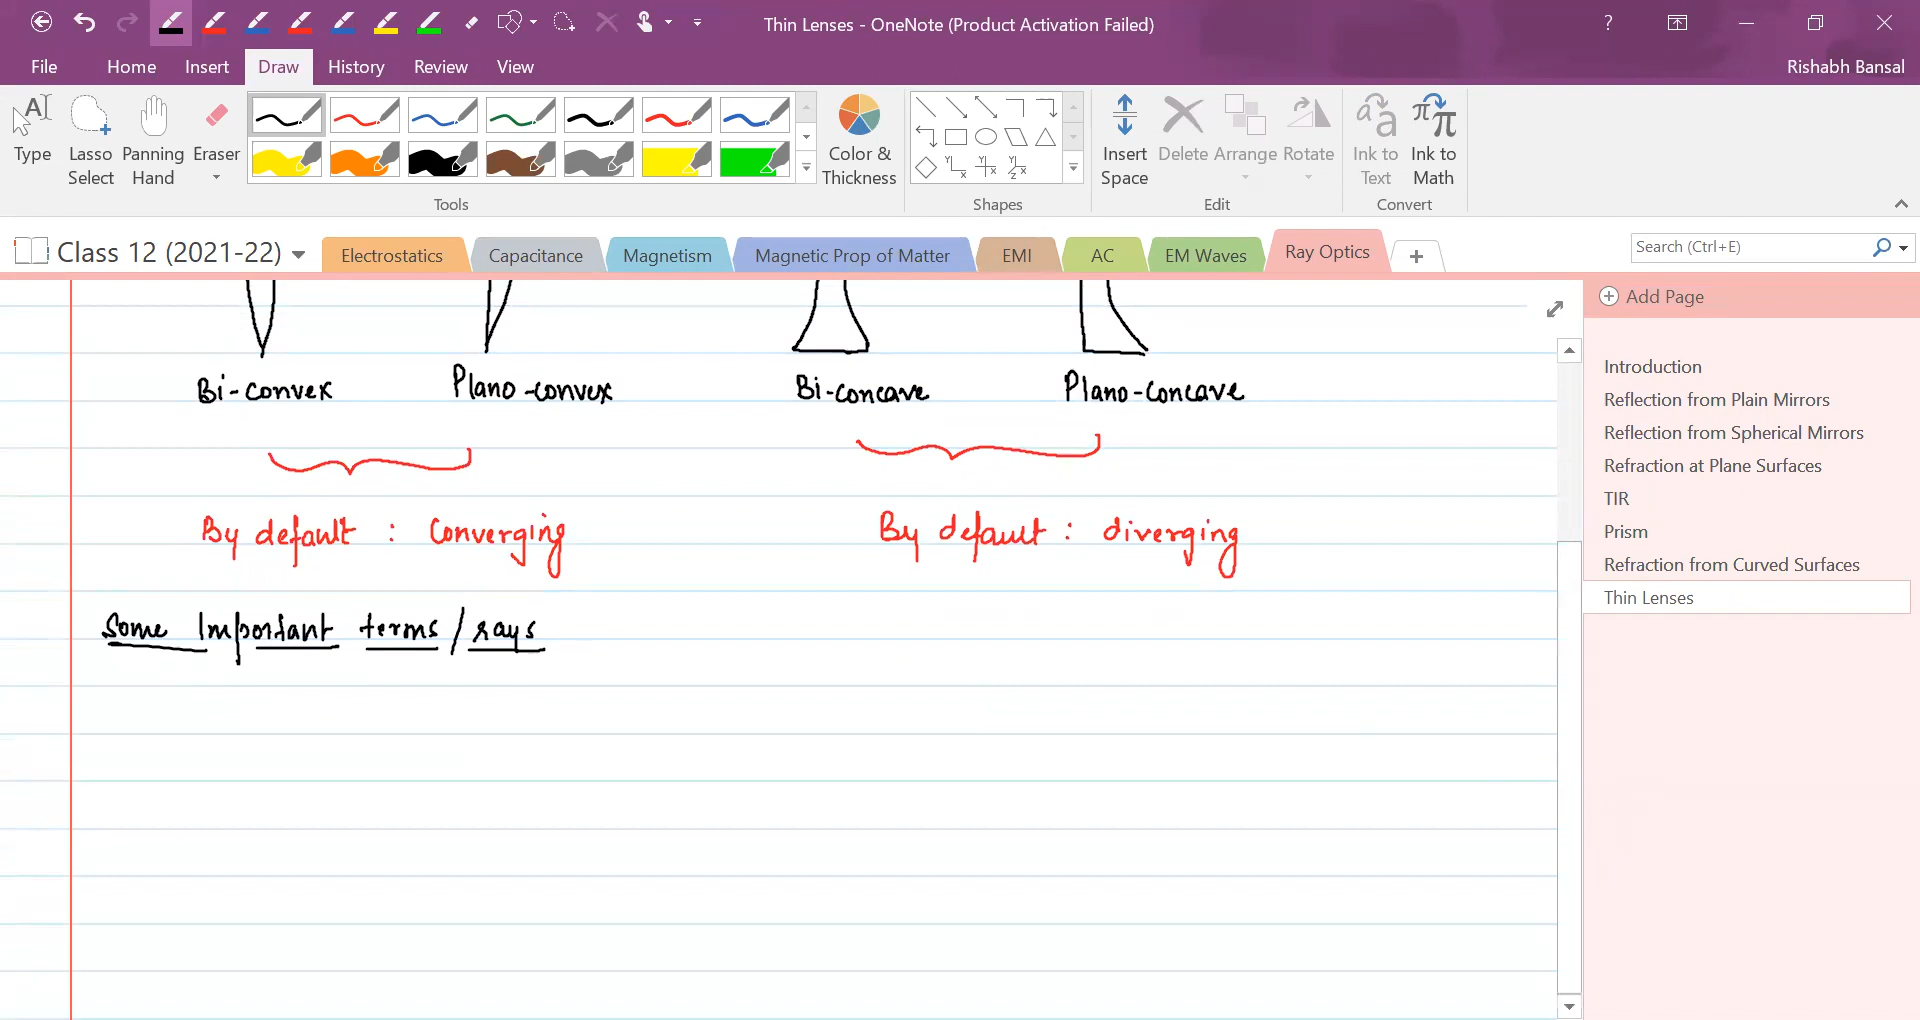 Thin Lenses - OneNote (Product Activation Failed)
?
File Home Insert Draw History Review View
Rishabh Bansal
Type
Lasso Select
Panning Hand
Eraser
Color & Thickness
Insert Space
Delete
Arrange
Rotate
Ink to Text
Ink to Math
Tools
Shapes
Edit
Convert
Class 12 (2021-22)
Electrostatics Capacitance Magnetism Magnetic Prop of Matter EMI AC EM Waves Ray Optics +
Search (Ctrl+E)
Add Page
Introduction
Reflection from Plain Mirrors
Reflection from Spherical Mirrors
Refraction at Plane Surfaces
TIR
Prism
Refraction from Curved Surfaces
Thin Lenses
Bi-convex Plano-convex Bi-concave Plano-concave
By default : Converging By default : diverging
Some Important terms/rays